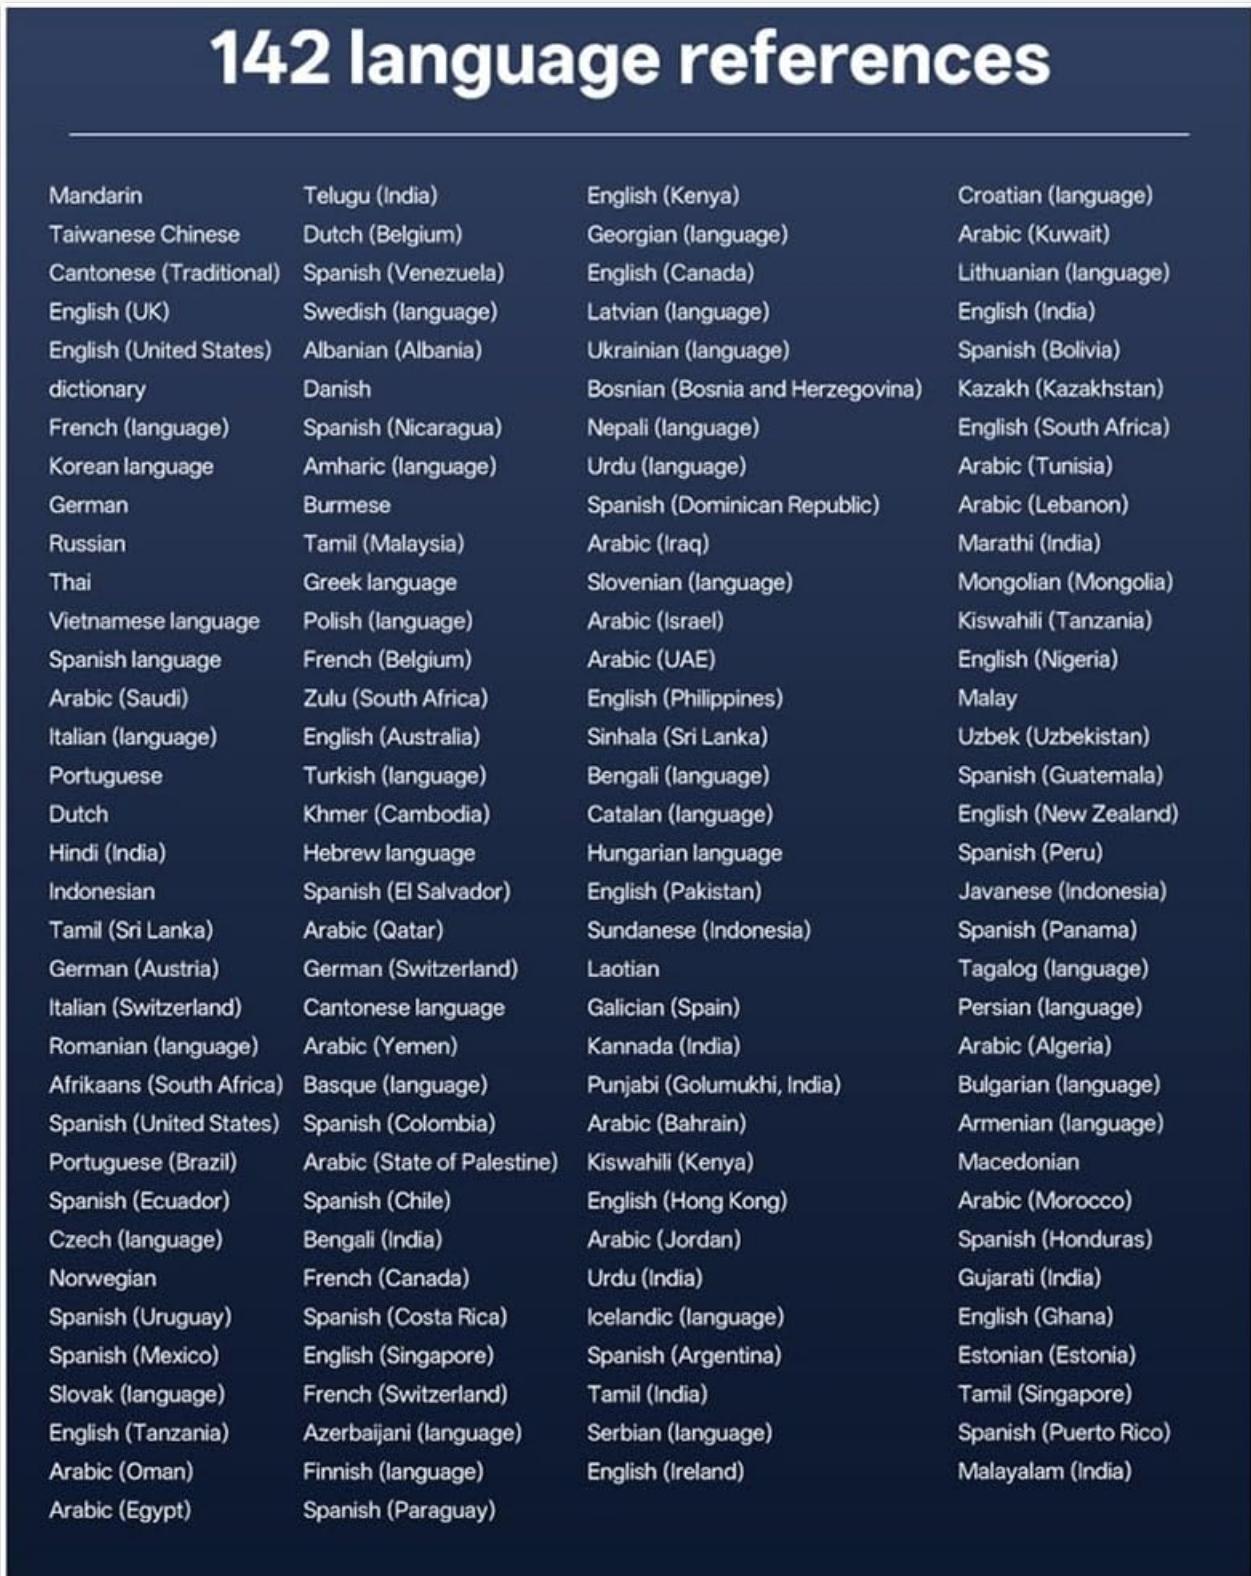 142 language references
Mandarin
Taiwanese Chinese
Cantonese (Traditional)
English (UK)
English (United States)
dictionary
French (language)
Korean language
German
Russian
Thai
Vietnamese language
Spanish language
Arabic (Saudi)
Italian (language)
Portuguese
Dutch
Hindi (India)
Indonesian
Tamil (Sri Lanka)
German (Austria)
Italian (Switzerland)
Romanian (language)
Afrikaans (South Africa)
Spanish (United States)
Portuguese (Brazil)
Spanish (Ecuador)
Czech (language)
Norwegian
Spanish (Uruguay)
Spanish (Mexico)
Slovak (language)
English (Tanzania)
Arabic (Oman)
Arabic (Egypt)
Telugu (India)
Dutch (Belgium)
Spanish (Venezuela)
Swedish (language)
Albanian (Albania)
Danish
Spanish (Nicaragua)
Amharic (language)
Burmese
Tamil (Malaysia)
Greek language
Polish (language)
French (Belgium)
Zulu (South Africa)
English (Australia)
Turkish (language)
Khmer (Cambodia)
Hebrew language
Spanish (El Salvador)
Arabic (Qatar)
German (Switzerland)
Cantonese language
Arabic (Yemen)
Basque (language)
Spanish (Colombia)
Arabic (State of Palestine)
Spanish (Chile)
Bengali (India)
French (Canada)
Spanish (Costa Rica)
English (Singapore)
French (Switzerland)
Azerbaijani (language)
Finnish (language)
Spanish (Paraguay)
English (Kenya)
Georgian (language)
English (Canada)
Latvian (language)
Ukrainian (language)
Bosnian (Bosnia and Herzegovina)
Nepali (language)
Urdu (language)
Spanish (Dominican Republic)
Arabic (Iraq)
Slovenian (language)
Arabic (Israel)
Arabic (UAE)
English (Philippines)
Sinhala (Sri Lanka)
Bengali (language)
Catalan (language)
Hungarian language
English (Pakistan)
Sundanese (Indonesia)
Laotian
Galician (Spain)
Kannada (India)
Punjabi (Golumukhi, India)
Arabic (Bahrain)
Kiswahili (Kenya)
English (Hong Kong)
Arabic (Jordan)
Urdu (India)
Icelandic (language)
Spanish (Argentina)
Tamil (India)
Serbian (language)
English (Ireland)
Croatian (language)
Arabic (Kuwait)
Lithuanian (language)
English (India)
Spanish (Bolivia)
Kazakh (Kazakhstan)
English (South Africa)
Arabic (Tunisia)
Arabic (Lebanon)
Marathi (India)
Mongolian (Mongolia)
Kiswahili (Tanzania)
English (Nigeria)
Malay
Uzbek (Uzbekistan)
Spanish (Guatemala)
English (New Zealand)
Spanish (Peru)
Javanese (Indonesia)
Spanish (Panama)
Tagalog (language)
Persian (language)
Arabic (Algeria)
Bulgarian (language)
Armenian (language)
Macedonian
Arabic (Morocco)
Spanish (Honduras)
Gujarati (India)
English (Ghana)
Estonian (Estonia)
Tamil (Singapore)
Spanish (Puerto Rico)
Malayalam (India)